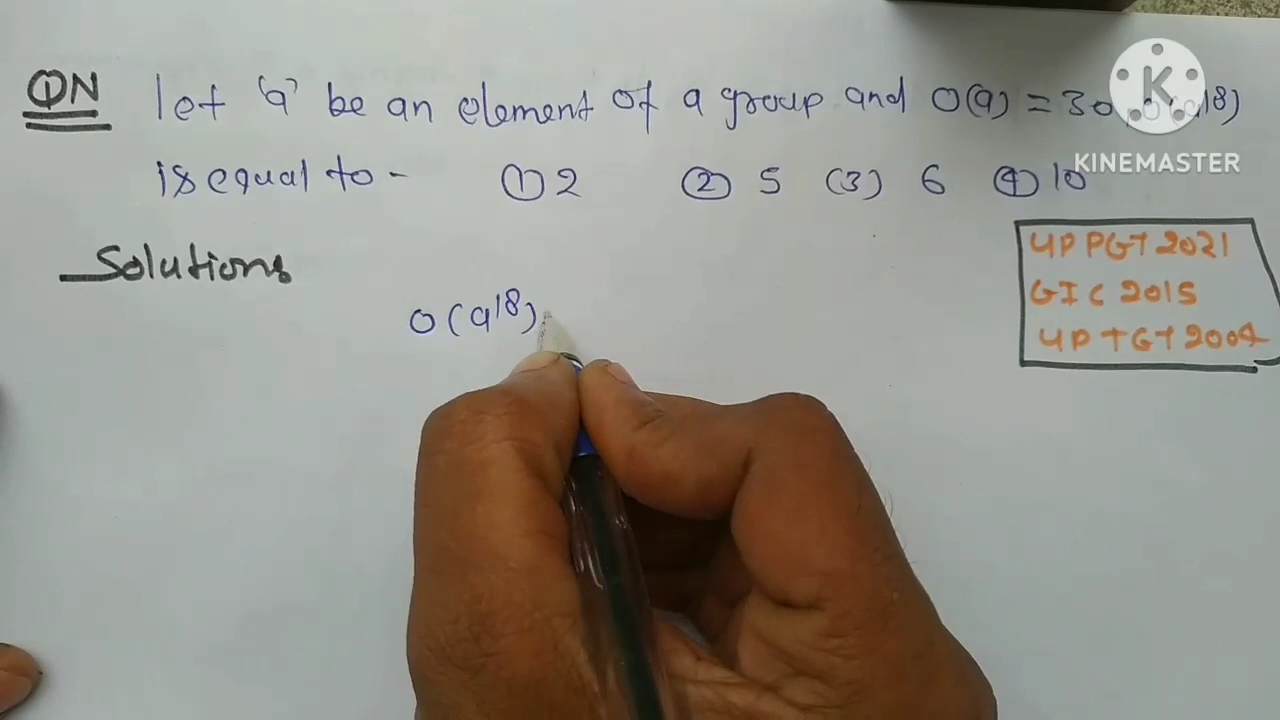 QN let 'a' be an element of a group and O(a) = 30, a18)
is equal to - ① 2 ② 5 (3) 6 ④ 10
Solutions
O(a18)
UP PGT 2021
GIC 2015
UP TGT 2004
K
KINEMASTER